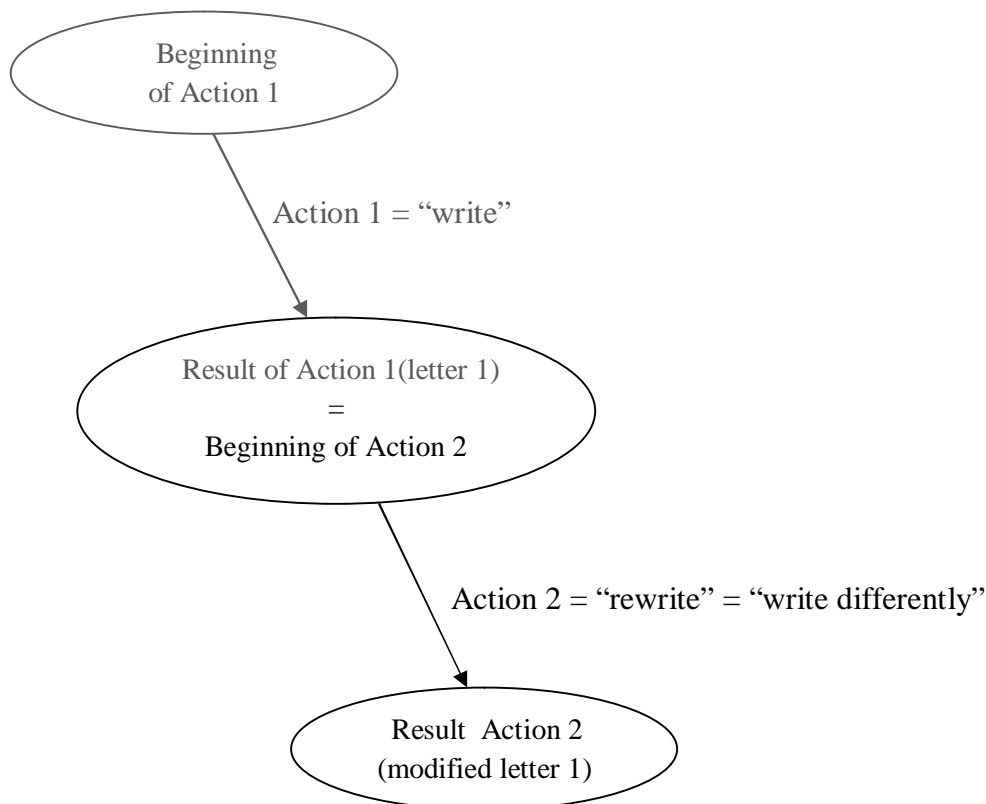 Beginning
of Action 1
Action 1 = “write”
Result of Action 1(letter 1)
=
Beginning of Action 2
Action 2 = “rewrite” = “write differently”
Result Action 2
(modified letter 1)